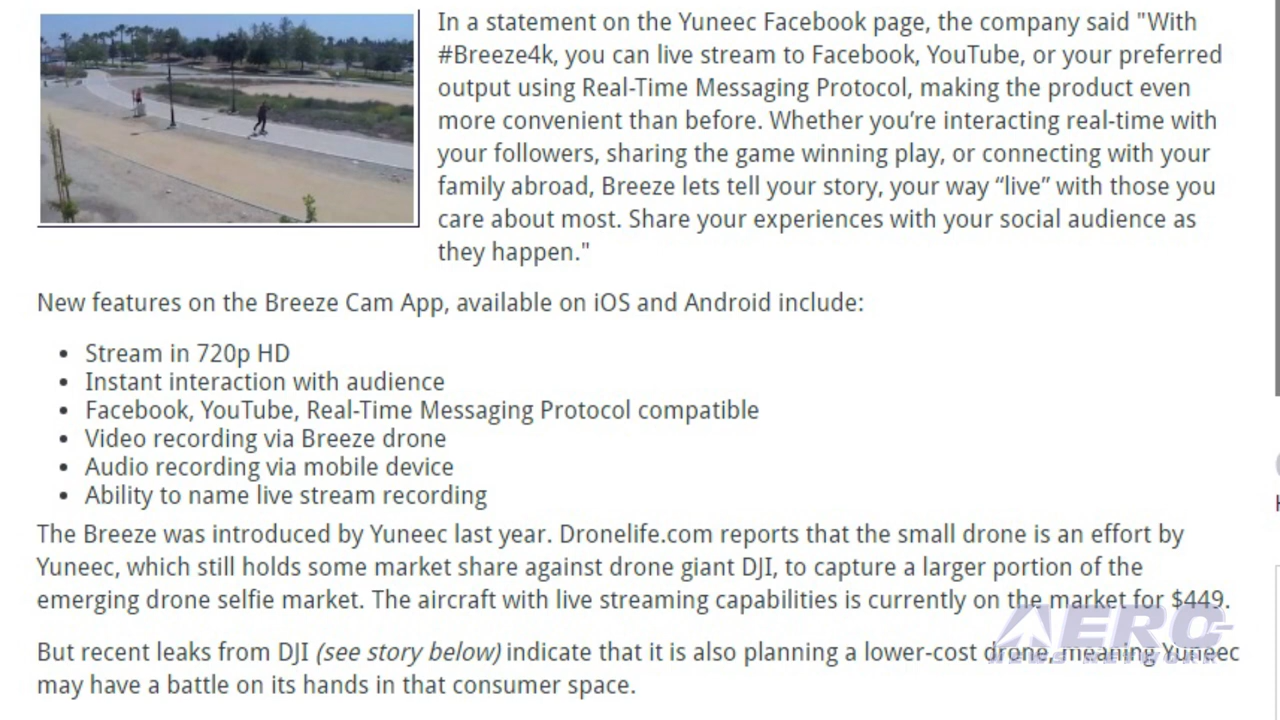 In a statement on the Yuneec Facebook page, the company said "With
#Breeze4k, you can live stream to Facebook, YouTube, or your preferred
output using Real-Time Messaging Protocol, making the product even
more convenient than before. Whether you’re interacting real-time with
your followers, sharing the game winning play, or connecting with your
family abroad, Breeze lets tell your story, your way “live” with those you
care about most. Share your experiences with your social audience as
they happen."
New features on the Breeze Cam App, available on iOS and Android include:
• Stream in 720p HD
• Instant interaction with audience
• Facebook, YouTube, Real-Time Messaging Protocol compatible
• Video recording via Breeze drone
• Audio recording via mobile device
• Ability to name live stream recording
The Breeze was introduced by Yuneec last year. Dronelife.com reports that the small drone is an effort by
Yuneec, which still holds some market share against drone giant DJI, to capture a larger portion of the
emerging drone selfie market. The aircraft with live streaming capabilities is currently on the market for $449.
But recent leaks from DJI (see story below) indicate that it is also planning a lower-cost drone, meaning Yuneec
may have a battle on its hands in that consumer space.
AERO
NEWS NETWORK